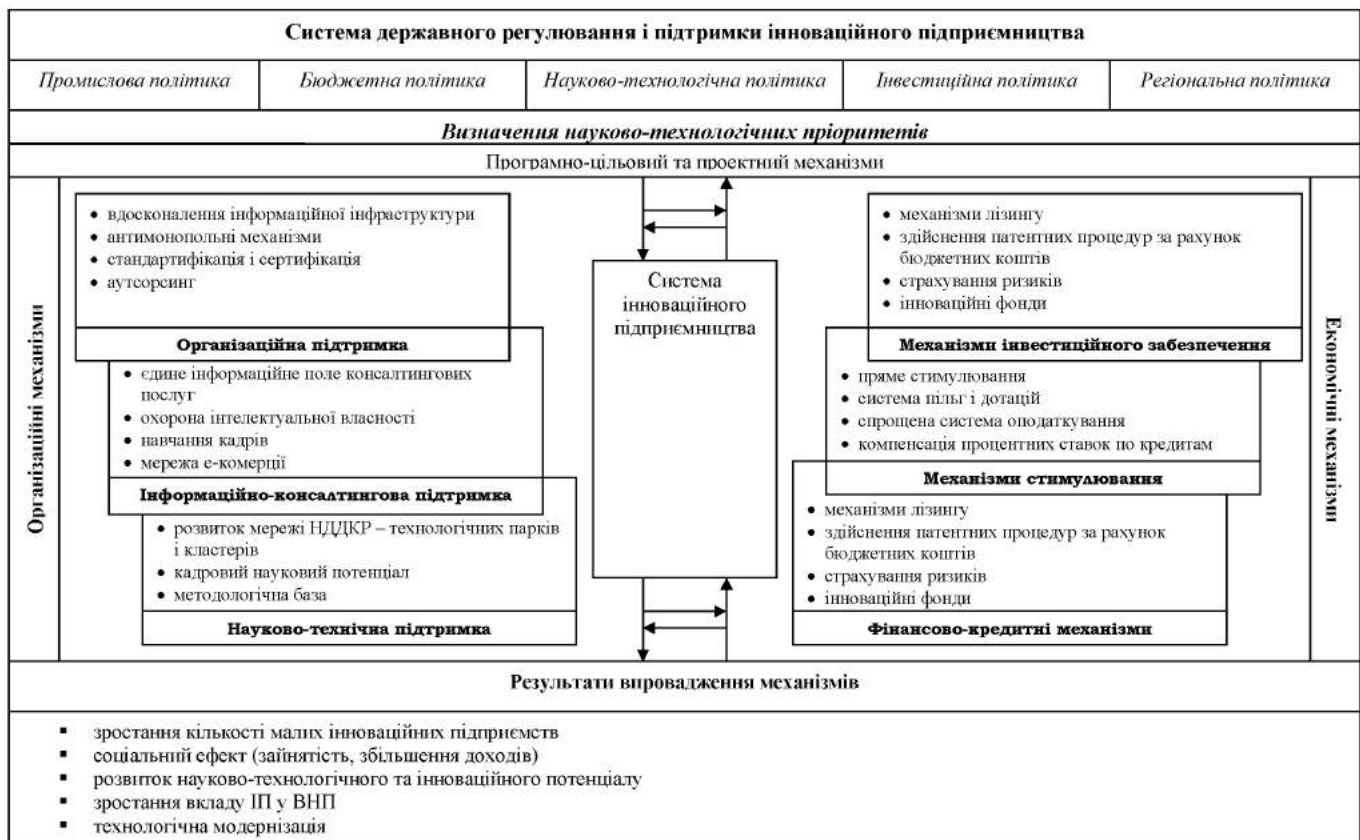 Система державного регулювання і підтримки інноваційного підприємництва
Промислова політика
Бюджетна політика
Науково-технологічна політика
Інвестиційна політика
Регіональна політика
Визначення науково-технологічних пріоритетів
Програмно-цільовий та проектний механізми
Організаційні механізми
• вдосконалення інформаційної інфраструктури
• антимонопольні механізми
• стандартифікація і сертифікація
• аутсорсинг
Організаційна підтримка
• єдине інформаційне поле консалтингових
послуг
• охорона інтелектуальної власності
• навчання кадрів
• мережа е-комерції
Інформаційно-консалтингова підтримка
• розвиток мережі НДДКР – технологічних парків
і кластерів
• кадровий науковий потенціал
• методологічна база
Науково-технічна підтримка
Система
інноваційного
підприємництва
• механізми лізингу
• здійснення патентних процедур за рахунок
бюджетних коштів
• страхування ризиків
• інноваційні фонди
Механізми інвестиційного забезпечення
• пряме стимулювання
• система пільг і дотацій
• спрощена система оподаткування
• компенсація процентних ставок по кредитам
Механізми стимулювання
• механізми лізингу
• здійснення патентних процедур за рахунок
бюджетних коштів
• страхування ризиків
• інноваційні фонди
Фінансово-кредитні механізми
Економічні механізми
Результати впровадження механізмів
▪ зростання кількості малих інноваційних підприємств
▪ соціальний ефект (зайнятість, збільшення доходів)
▪ розвиток науково-технологічного та інноваційного потенціалу
▪ зростання вкладу ІП у ВНП
▪ технологічна модернізація